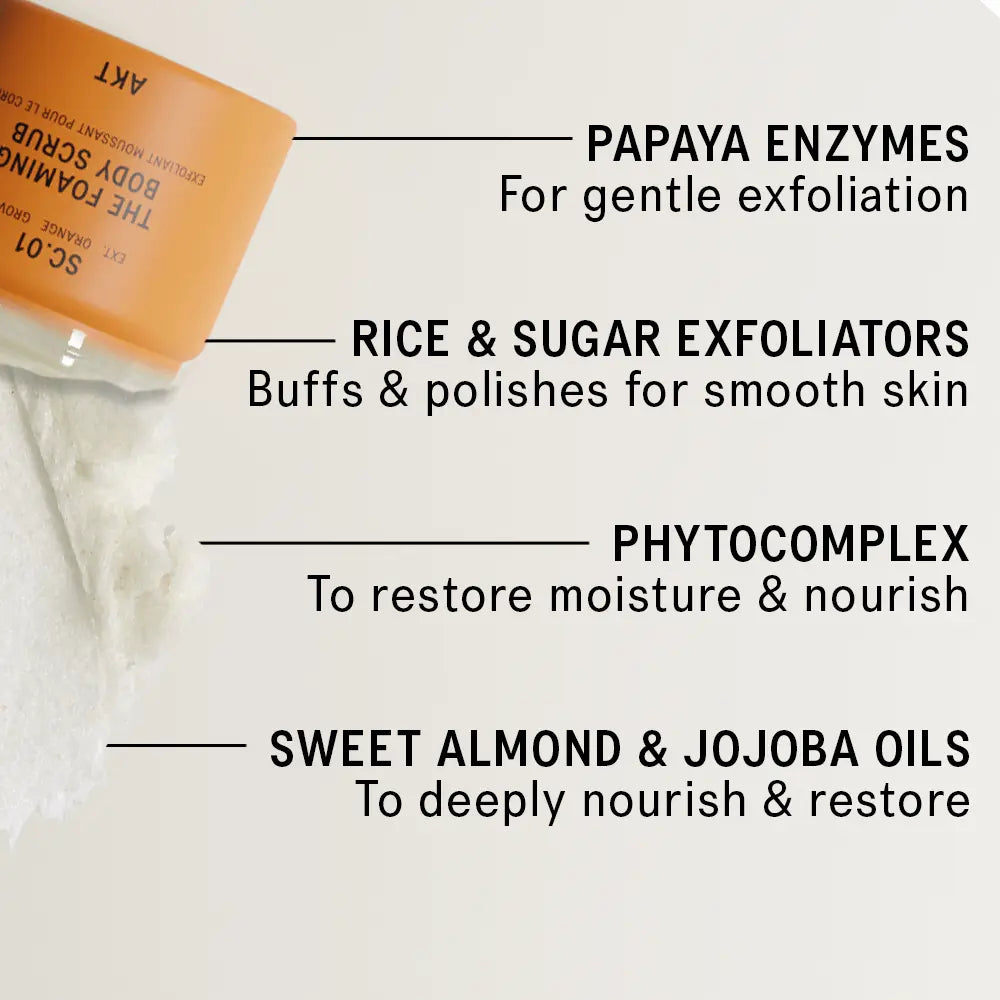 AKT
EXFOLIANT MOUSSANT POUR LE
THE FOAMING
BODY SCRUB
SC.01
EXT. ORANGE
PAPAYA ENZYMES
For gentle exfoliation
RICE & SUGAR EXFOLIATORS
Buffs & polishes for smooth skin
PHYTOCOMPLEX
To restore moisture & nourish
SWEET ALMOND & JOJOBA OILS
To deeply nourish & restore